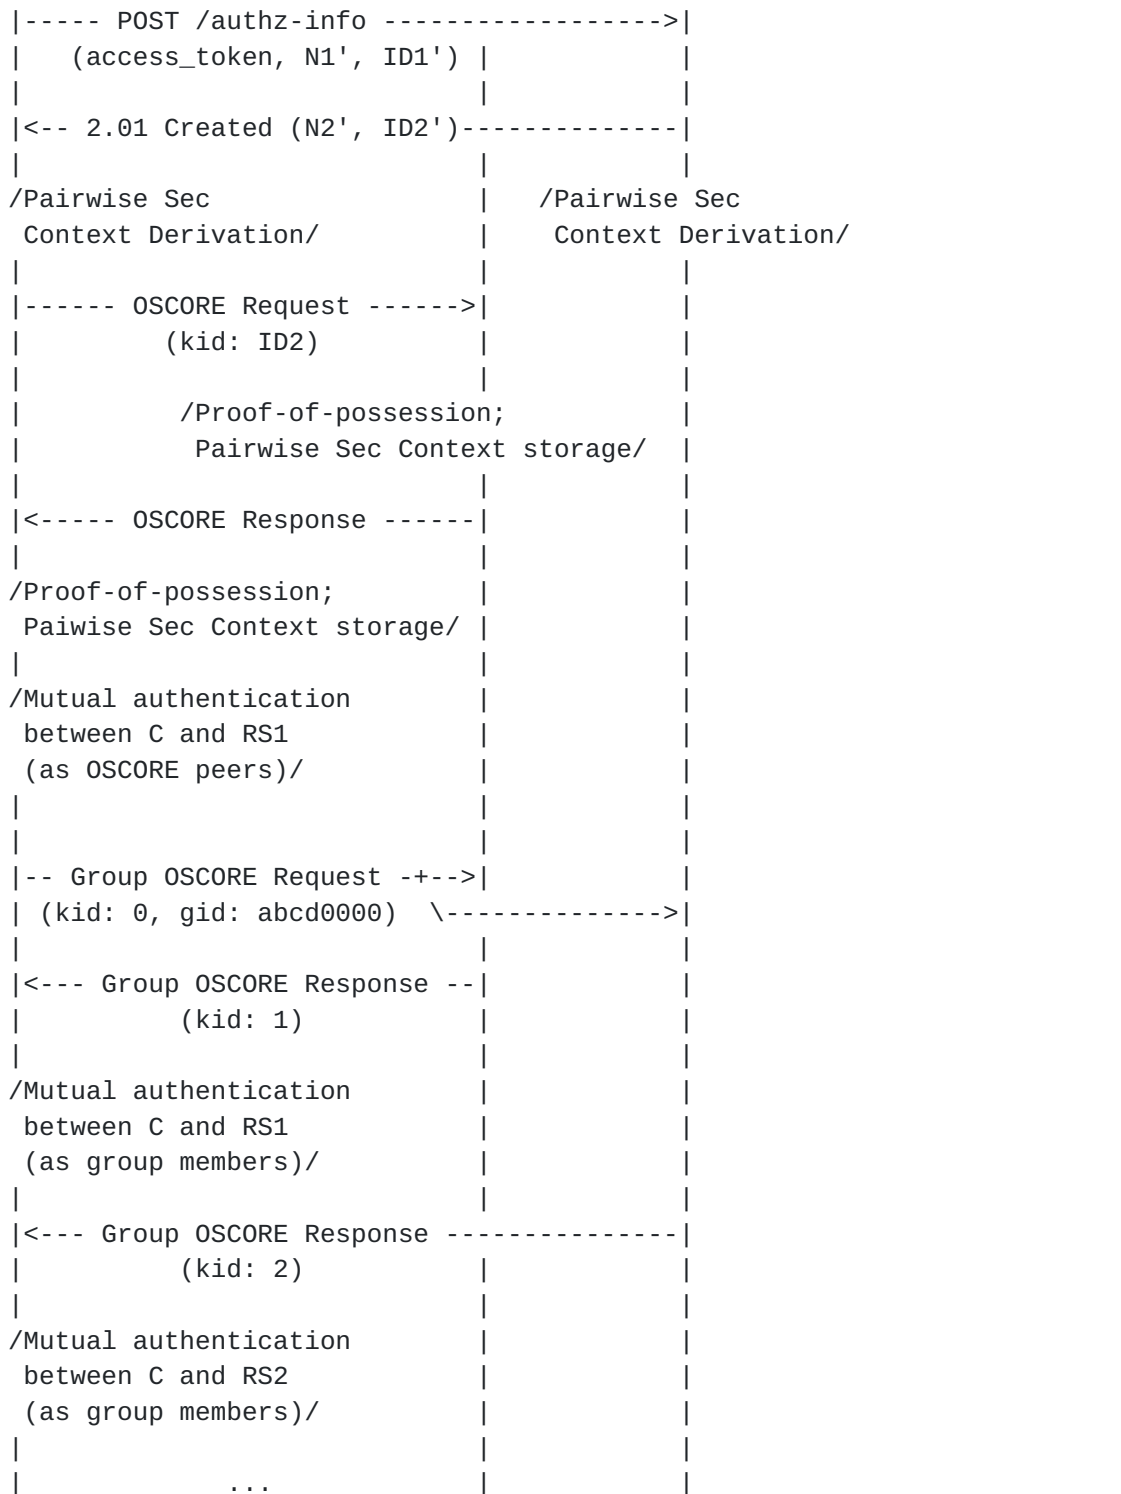 |----- POST /authz-info ------------------>|
|   (access_token, N1', ID1') |            |
|                             |            |
|<-- 2.01 Created (N2', ID2')--------------|
|                             |            |
/Pairwise Sec                 |   /Pairwise Sec
 Context Derivation/          |    Context Derivation/
|                             |            |
|------ OSCORE Request ------>|            |
|         (kid: ID2)          |            |
|                             |            |
|          /Proof-of-possession;           |
|           Pairwise Sec Context storage/  |
|                             |            |
|<----- OSCORE Response ------|            |
|                             |            |
/Proof-of-possession;         |            |
 Paiwise Sec Context storage/ |            |
|                             |            |
/Mutual authentication        |            |
 between C and RS1            |            |
 (as OSCORE peers)/           |            |
|                             |            |
|                             |            |
|-- Group OSCORE Request -+-->|            |
| (kid: 0, gid: abcd0000)  \-------------->|
|                             |            |
|<--- Group OSCORE Response --|            |
|          (kid: 1)           |            |
|                             |            |
/Mutual authentication        |            |
 between C and RS1            |            |
 (as group members)/          |            |
|                             |            |
|<--- Group OSCORE Response ---------------|
|          (kid: 2)           |            |
|                             |            |
/Mutual authentication        |            |
 between C and RS2            |            |
 (as group members)/          |            |
|                             |            |
|             ...             |            |